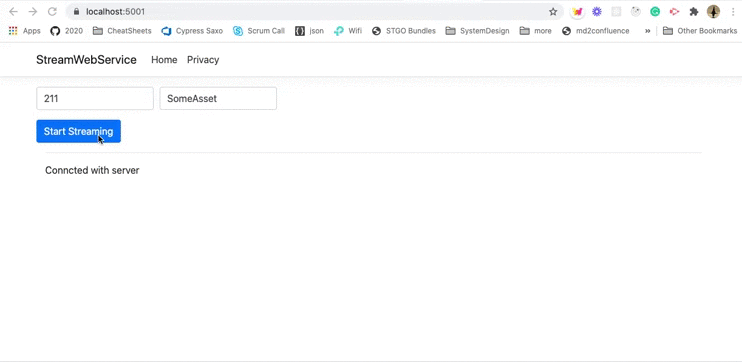 localhost:5001
Apps 2020 CheatSheets Cypress Saxo Scrum Call json Wifi STGO Bundles SystemDesign more md2confluence » Other Bookmarks
StreamWebService Home Privacy
211 SomeAsset
Start Streaming
Conncted with server